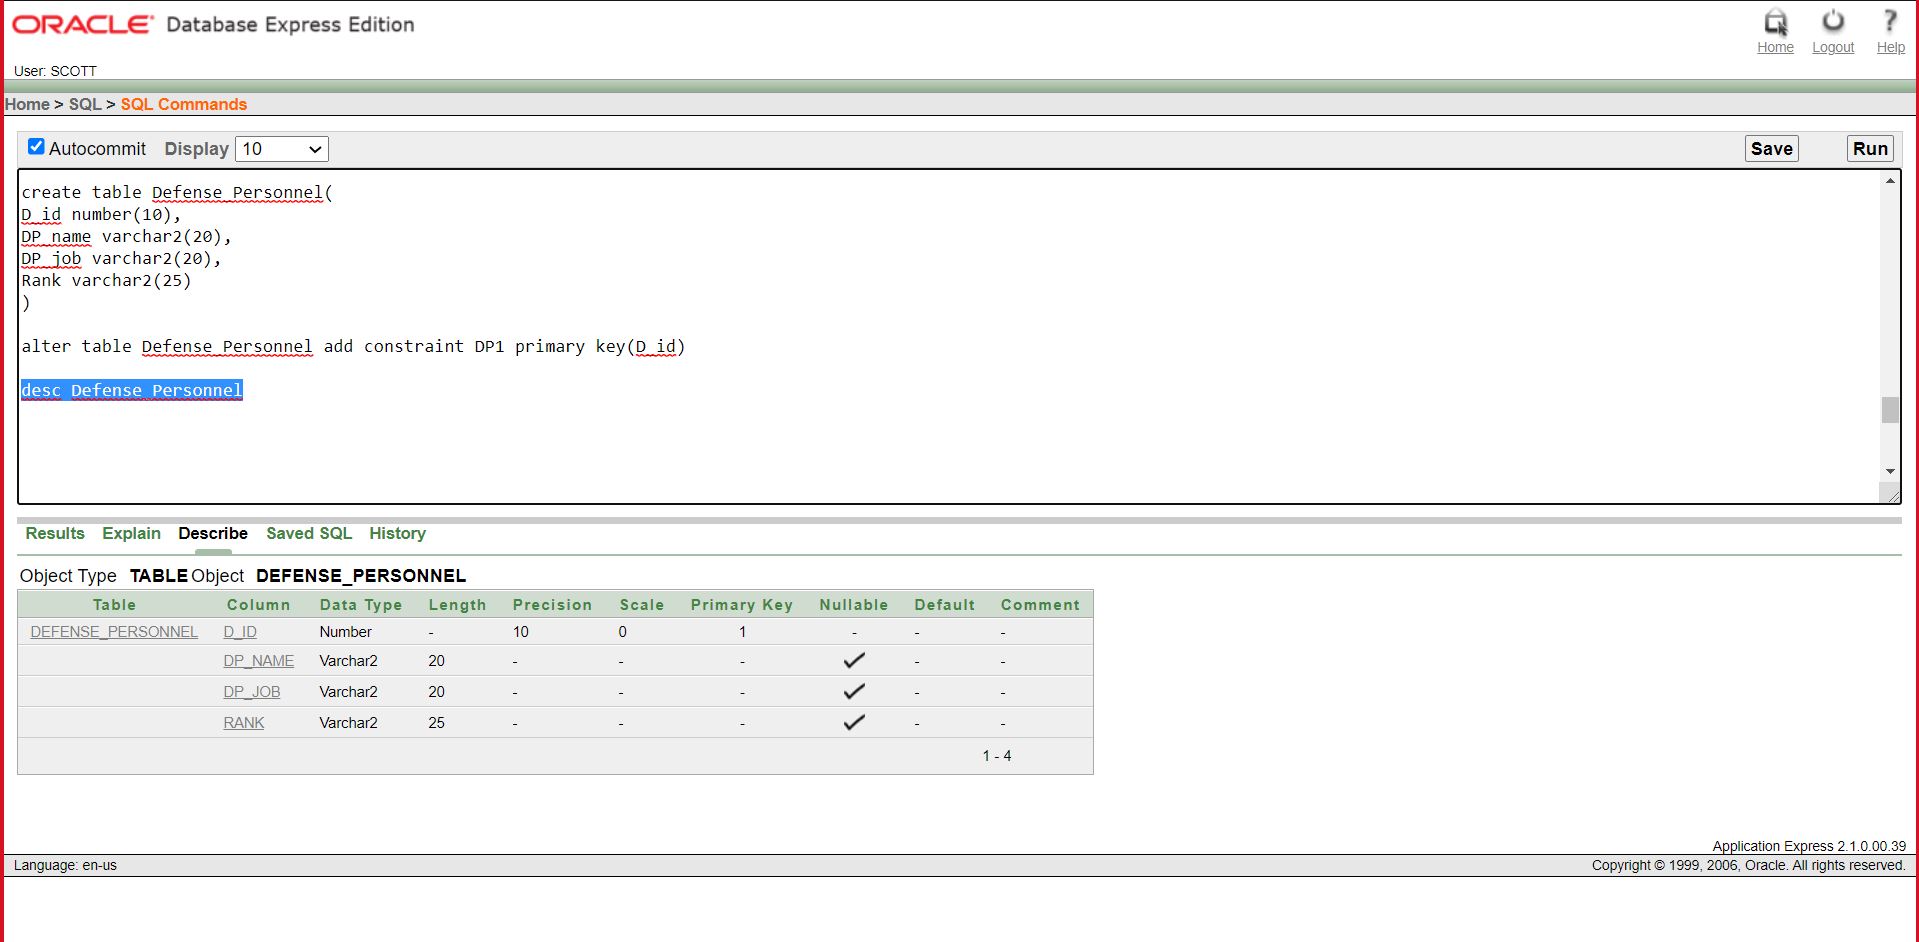 ORACLE Database Express Edition
Home Logout Help
User: SCOTT
Home > SQL > SQL Commands
Autocommit Display 10 Save Run
create table Defense_Personnel(
D_id number(10),
DP_name varchar2(20),
DP_job varchar2(20),
Rank varchar2(25)
)
alter table Defense_Personnel add constraint DP1 primary key(D_id)
desc Defense_Personnel
Results Explain Describe Saved SQL History
Object Type TABLE Object DEFENSE_PERSONNEL
Table Column Data Type Length Precision Scale Primary Key Nullable Default Comment
DEFENSE_PERSONNEL D_ID Number - 10 0 1 - - -
DP_NAME Varchar2 20 - - - - -
DP_JOB Varchar2 20 - - - - -
RANK Varchar2 25 - - - - -
1 - 4
Application Express 2.1.0.00.39
Language: en-us Copyright © 1999, 2006, Oracle. All rights reserved.